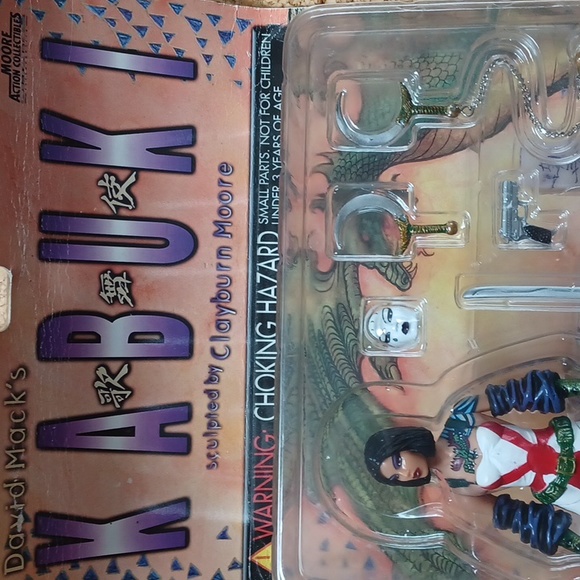 MOORE
ACTION COLLECTIBLES
David Mack's
KABUKI
歌 舞
sculpted by Clayburn Moore
WARNING: CHOKING HAZARD SMALL PARTS. NOT FOR CHILDREN
UNDER 3 YEARS OF AGE.